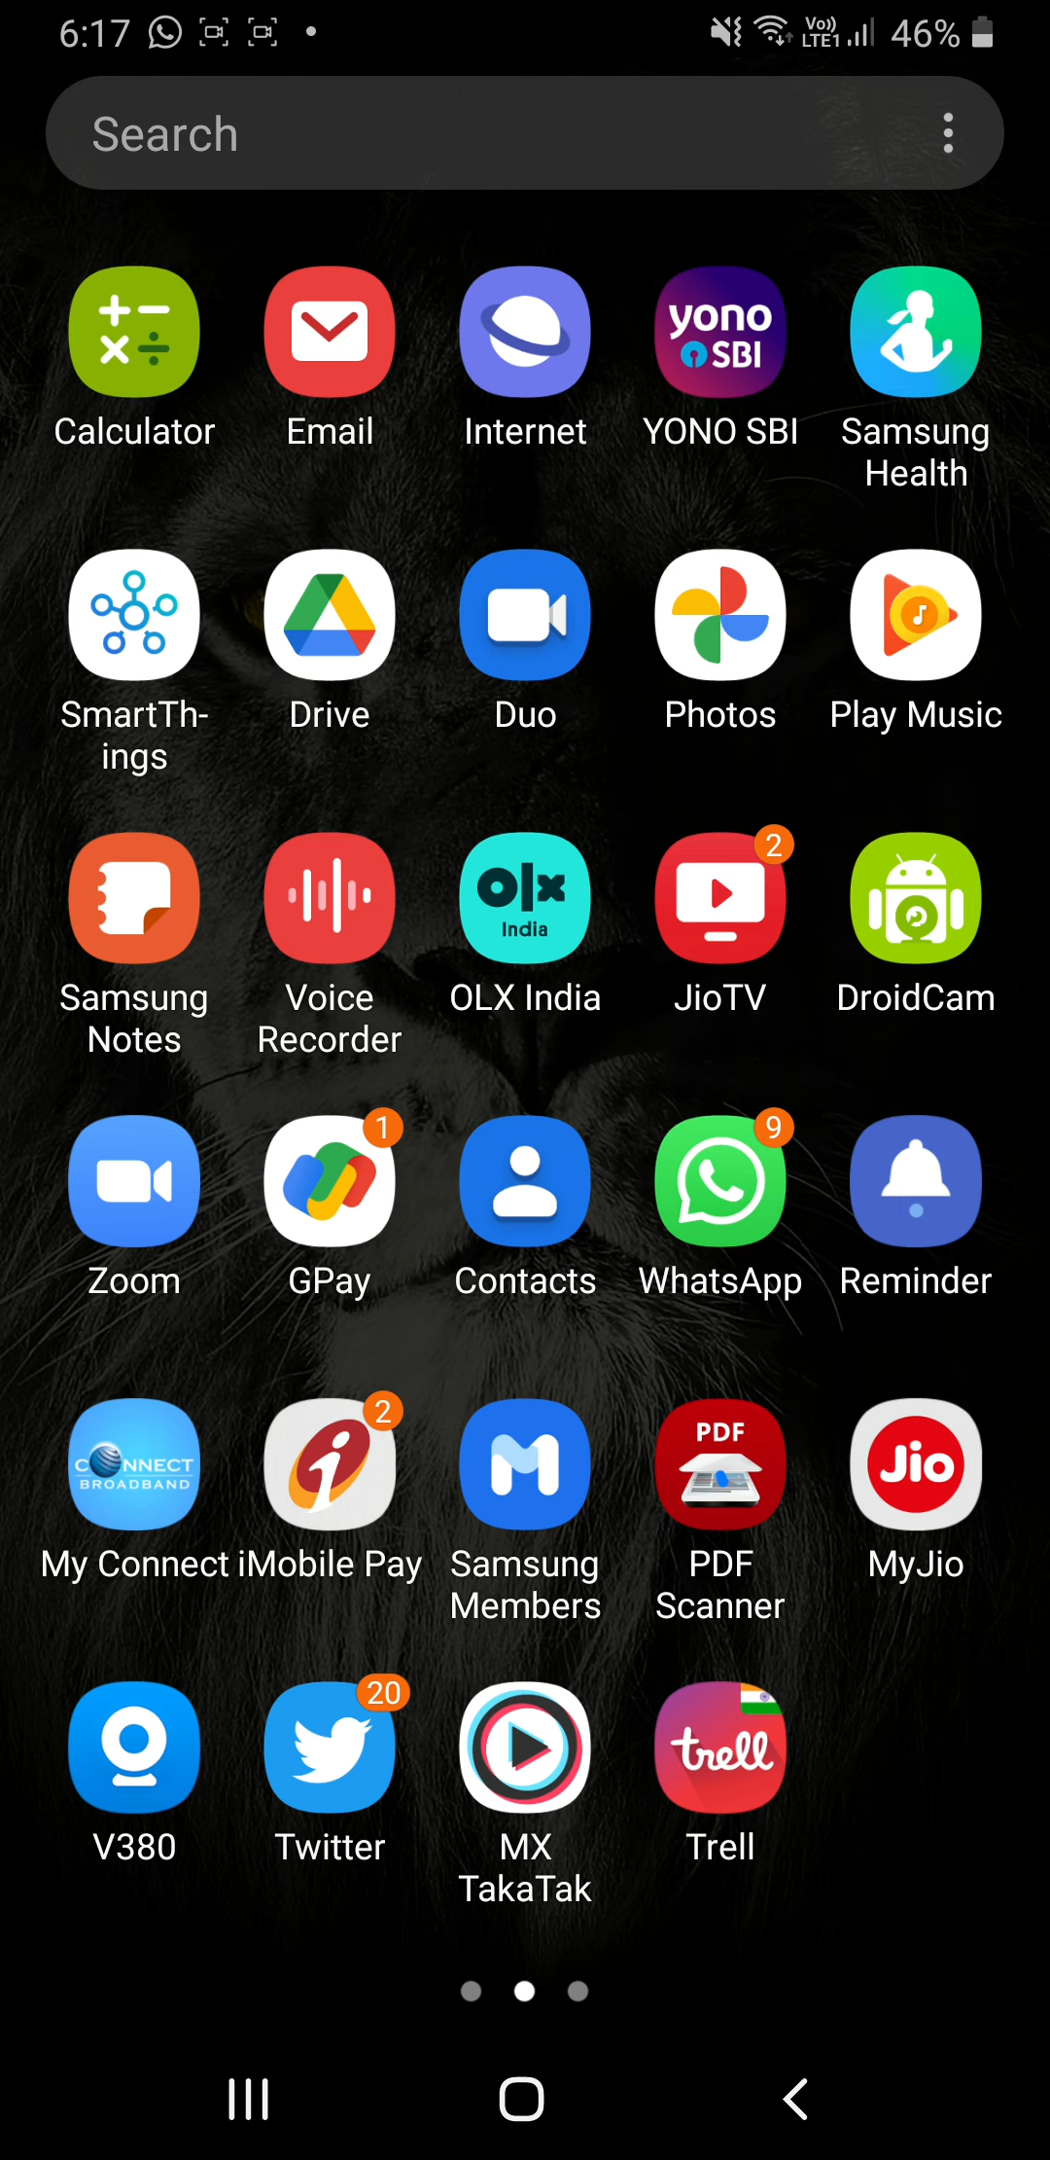 6:17
Vo)) LTE1 46%
Search
yono SBI
Calculator Email Internet YONO SBI Samsung Health
SmartTh-ings Drive Duo Photos Play Music
olx India
2
Samsung Notes Voice Recorder OLX India JioTV DroidCam
1 9
Zoom GPay Contacts WhatsApp Reminder
CONNECT BROADBAND
i
2
PDF
Jio
My Connect iMobile Pay Samsung Members PDF Scanner MyJio
20
trell
V380 Twitter MX TakaTak Trell